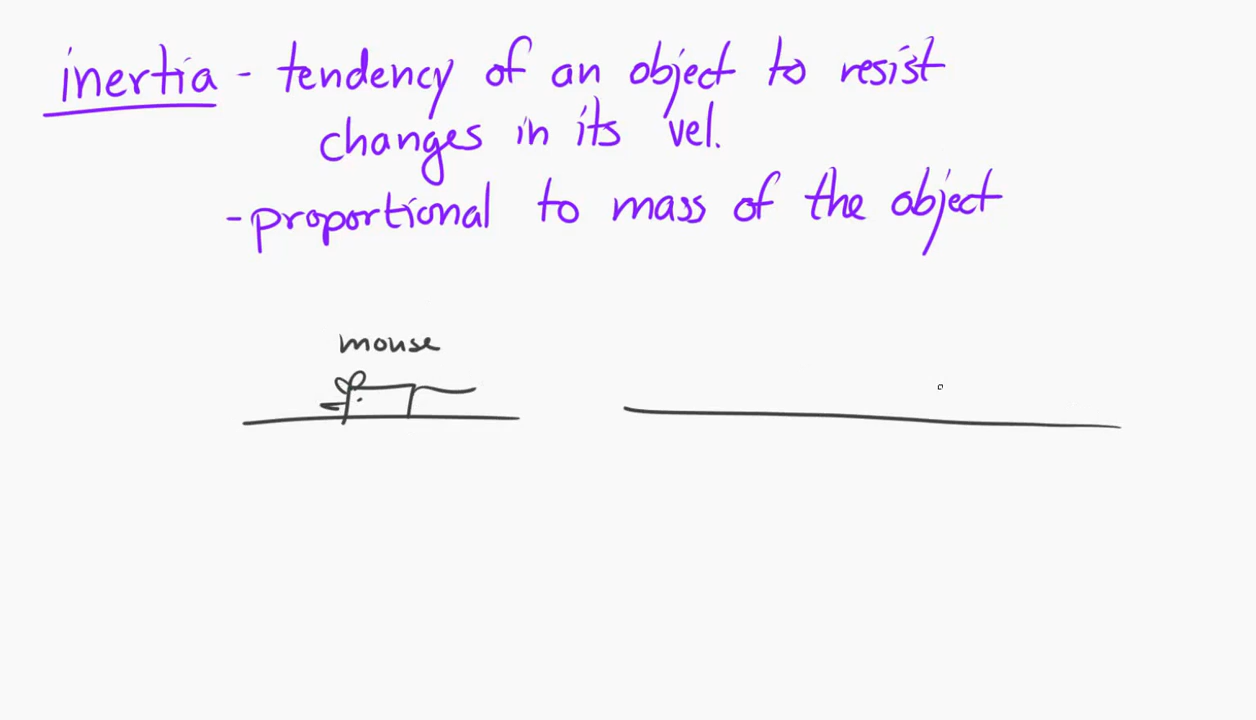 inertia - tendency of an object to resist
changes in its vel.
- proportional to mass of the object
mouse